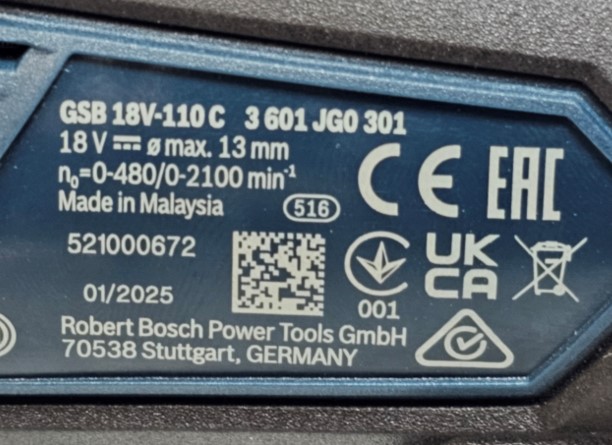 GSB 18V-110 C 3 601 JG0 301
18 V ⎓ ø max. 13 mm
n₀=0-480/0-2100 min⁻¹
Made in Malaysia 516
CE EAC
521000672
UK
CA
01/2025
001
Robert Bosch Power Tools GmbH
70538 Stuttgart, GERMANY